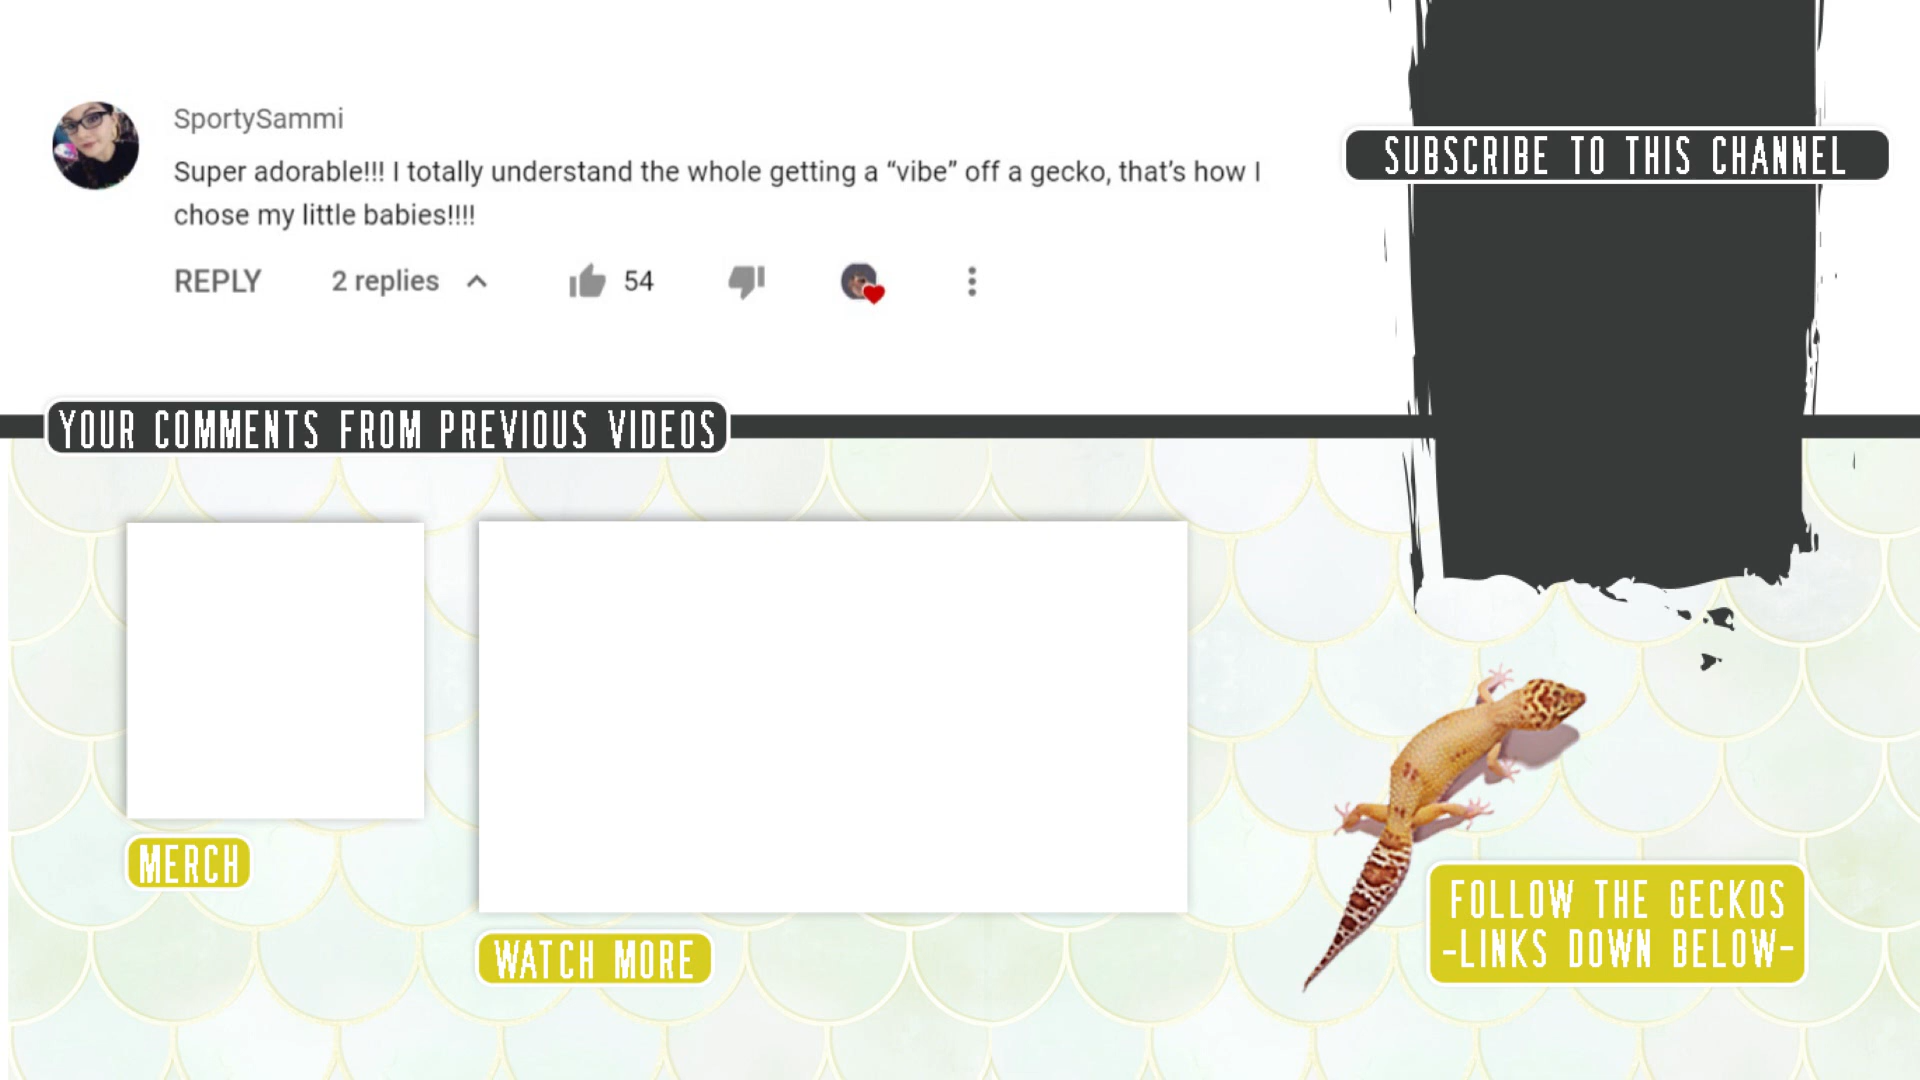 SportySammi
Super adorable!!! I totally understand the whole getting a “vibe” off a gecko, that’s how I
chose my little babies!!!!
REPLY 2 replies 54
SUBSCRIBE TO THIS CHANNEL
YOUR COMMENTS FROM PREVIOUS VIDEOS
MERCH
WATCH MORE
FOLLOW THE GECKOS
-LINKS DOWN BELOW-